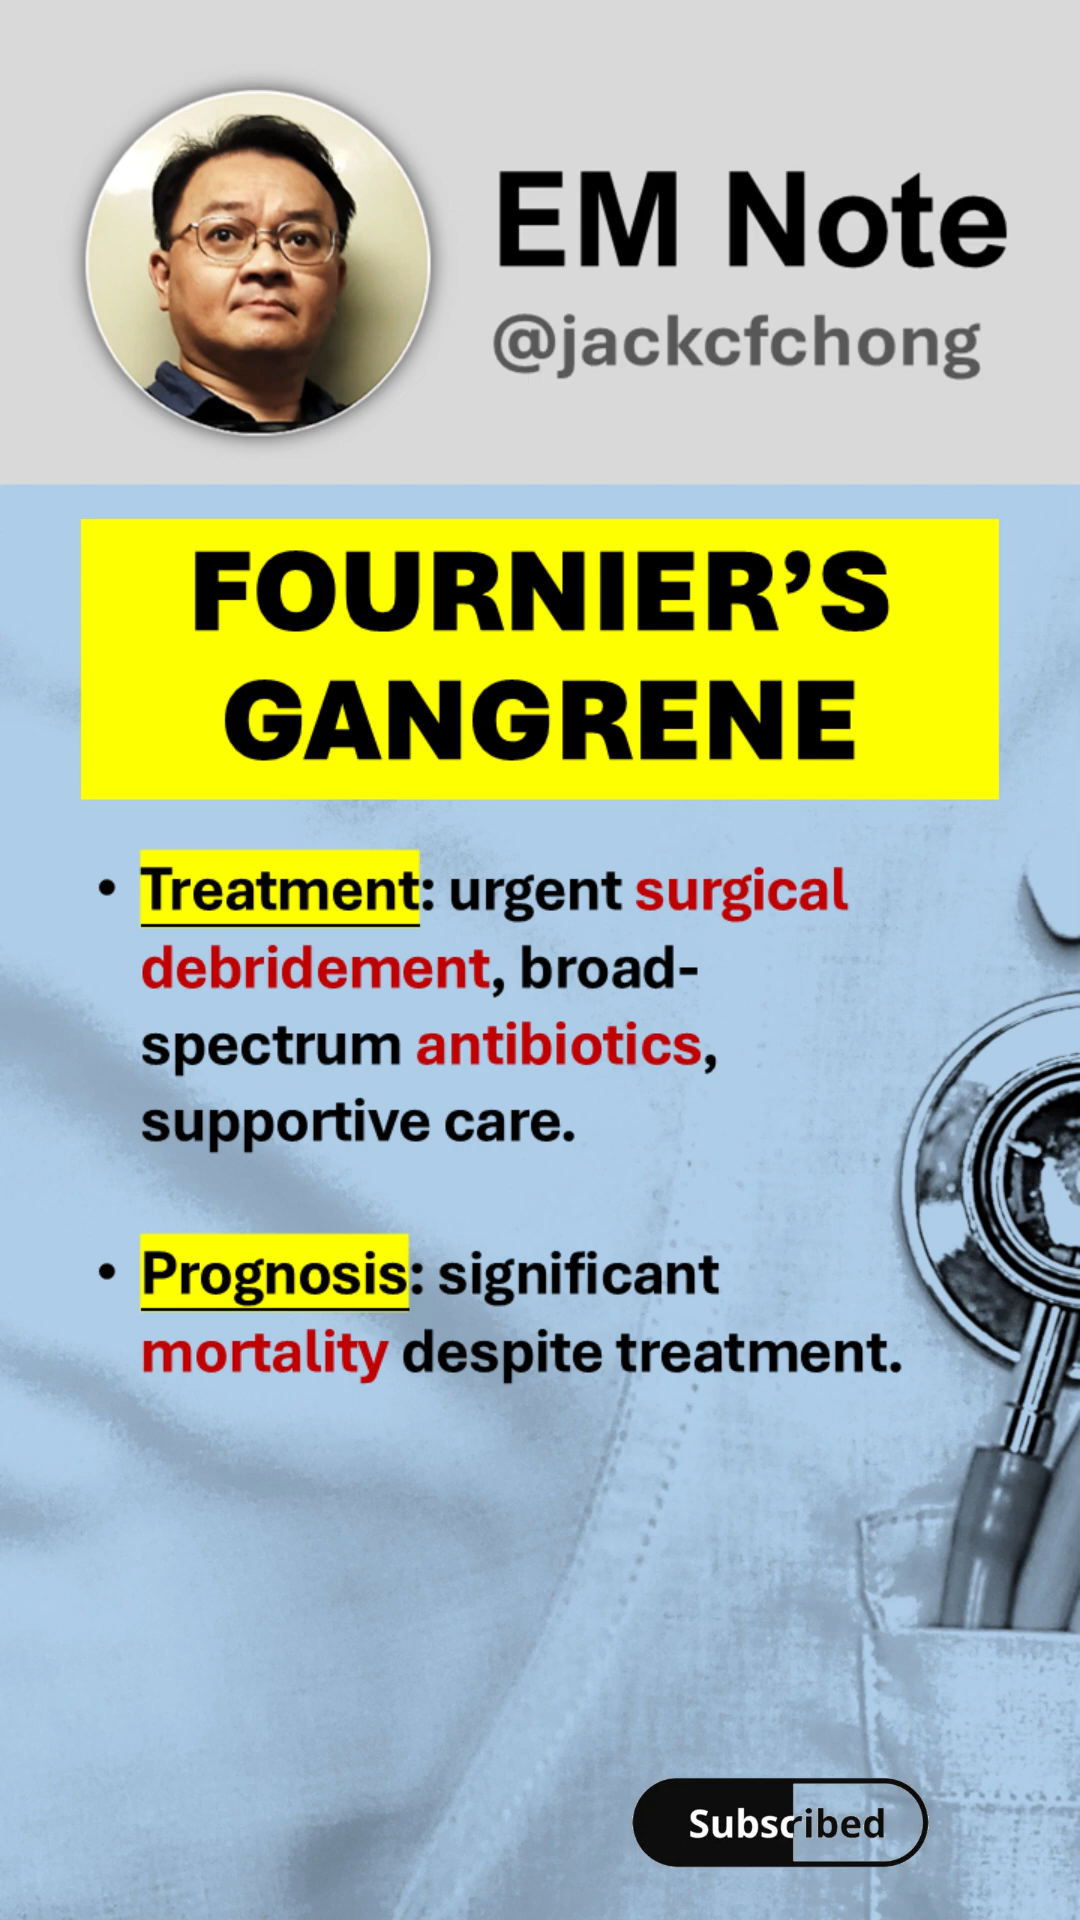 EM Note
@jackcfchong
FOURNIER’S
GANGRENE
• Treatment: urgent surgical
debridement, broad-
spectrum antibiotics,
supportive care.
• Prognosis: significant
mortality despite treatment.
Subscribed